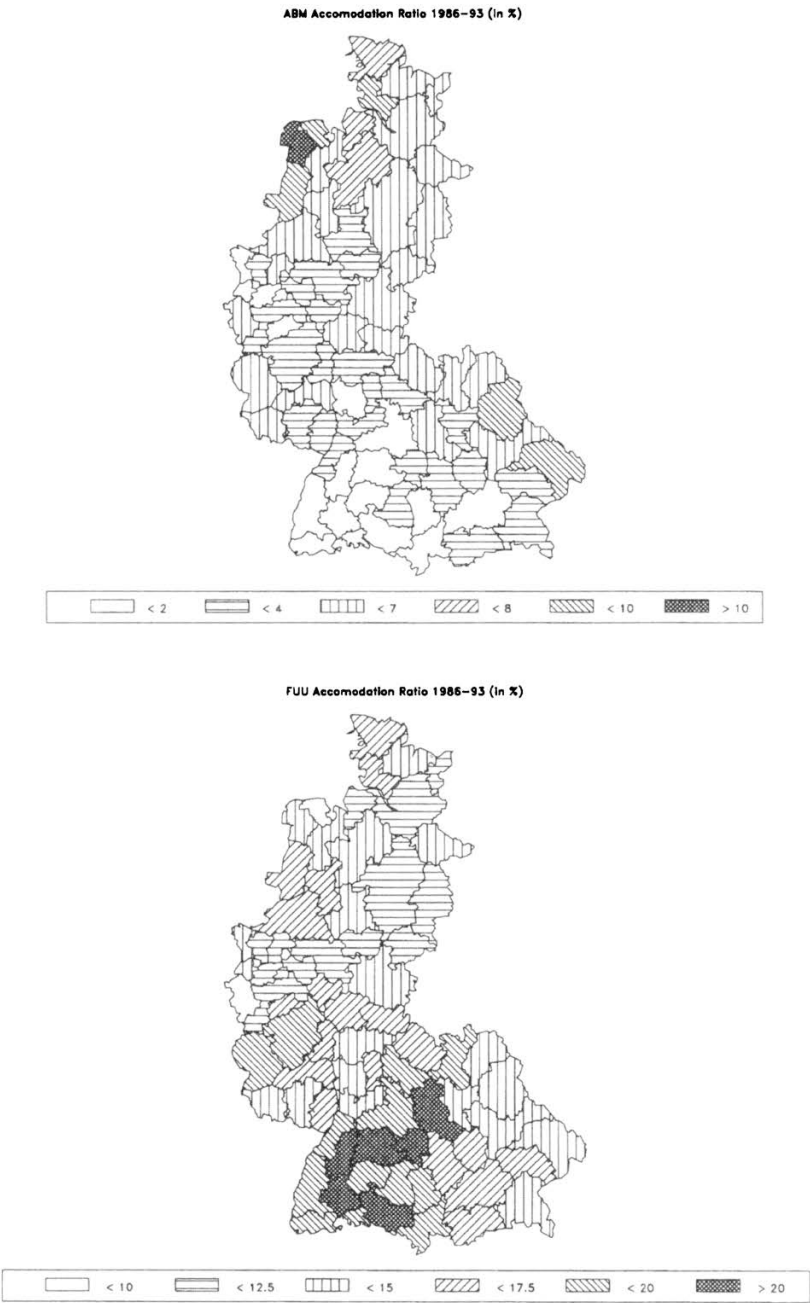 ABM Accomodation Ratio 1986-93 (in %)
< 2 < 4 < 7 < 8 < 10 > 10
FUU Accomodation Ratio 1986-93 (in %)
< 10 < 12.5 < 15 < 17.5 < 20 > 20